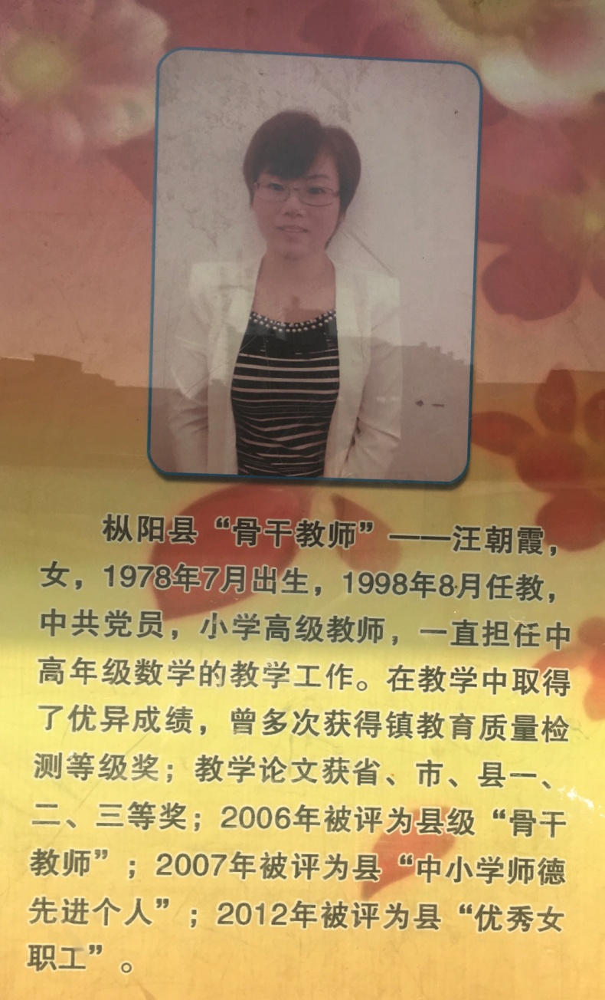 枞阳县“骨干教师”——汪朝霞，
女，1978年7月出生，1998年8月任教，
中共党员，小学高级教师，一直担任中
高年级数学的教学工作。在教学中取得
了优异成绩，曾多次获得镇教育质量检
测等级奖；教学论文获省、市、县一、
二、三等奖；2006年被评为县级“骨干
教师”；2007年被评为县“中小学师德
先进个人”；2012年被评为县“优秀女
职工”。